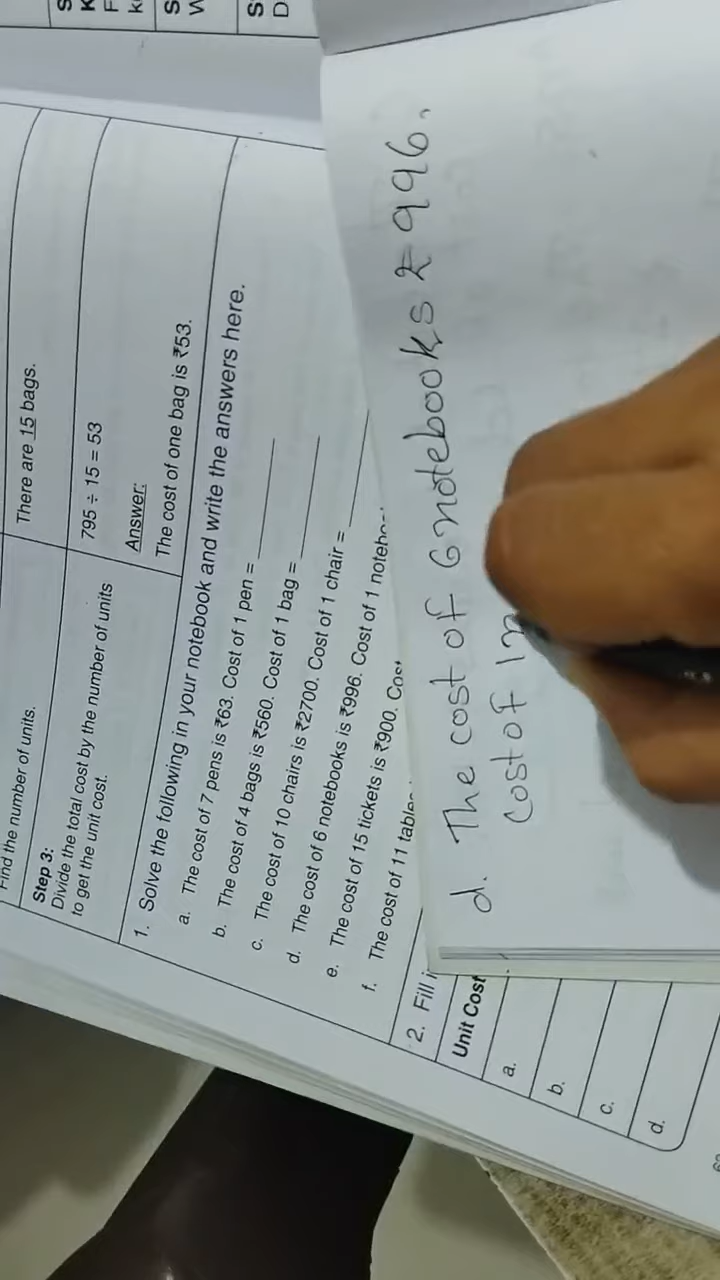 Find the number of units.
There are 15 bags.
Step 3:
Divide the total cost by the number of units
to get the unit cost.
795 ÷ 15 = 53
Answer:
The cost of one bag is ₹53.
1. Solve the following in your notebook and write the answers here.
a. The cost of 7 pens is ₹63. Cost of 1 pen =
b. The cost of 4 bags is ₹560. Cost of 1 bag =
c. The cost of 10 chairs is ₹2700. Cost of 1 chair =
d. The cost of 6 notebooks is ₹996. Cost of 1
e. The cost of 15 tickets is ₹900.
f. The cost of 11
2. Fill
Unit Cost
a.
b.
c.
d.
d. The cost of 6 notebooks ₹ 996.
cost of 1